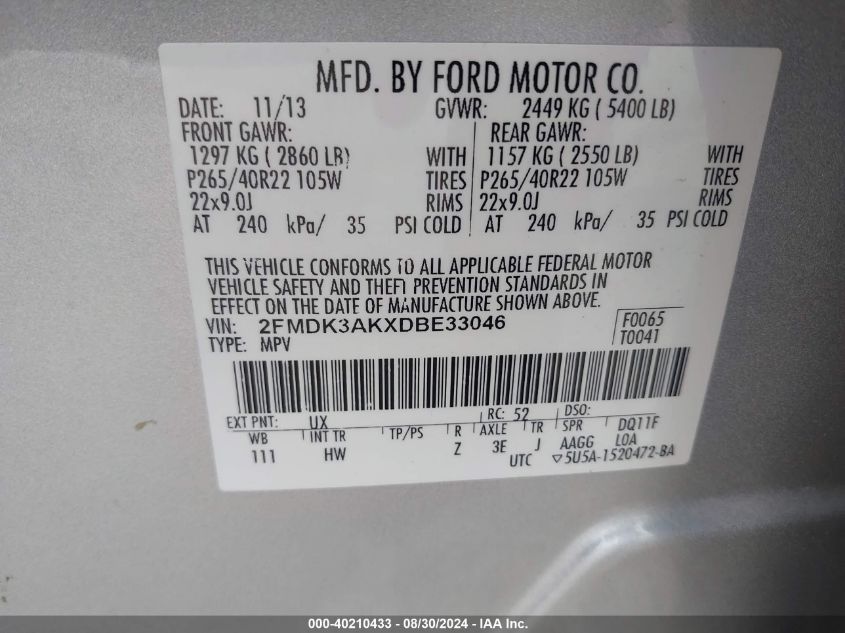 MFD. BY FORD MOTOR CO.
DATE: 11/13 GVWR: 2449 KG ( 5400 LB)
FRONT GAWR: REAR GAWR:
1297 KG ( 2860 LB) WITH 1157 KG ( 2550 LB) WITH
P265/40R22 105W TIRES P265/40R22 105W TIRES
22x9.0J RIMS 22x9.0J RIMS
AT 240 kPa/ 35 PSI COLD AT 240 kPa/ 35 PSI COLD
THIS VEHICLE CONFORMS TO ALL APPLICABLE FEDERAL MOTOR
VEHICLE SAFETY AND THEFT PREVENTION STANDARDS IN
EFFECT ON THE DATE OF MANUFACTURE SHOWN ABOVE.
VIN: 2FMDK3AKXDBE33046 F0065
TYPE: MPV T0041
EXT PNT: UX RC: 52 DSO:
WB INT TR TP/PS R AXLE TR SPR DQ11F
111 HW Z 3E J AAGG LOA
UTC ▽5U5A-1520472-BA
000-40210433 - 08/30/2024 - IAA Inc.